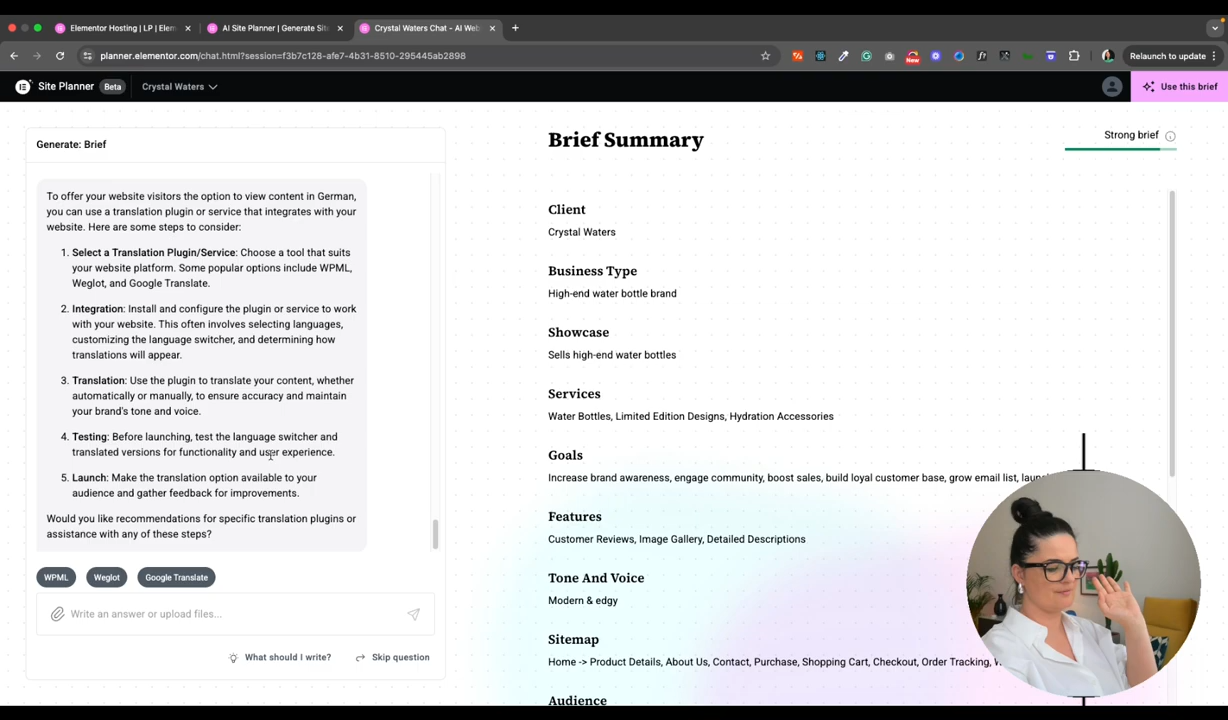 Elementor Hosting | LP | Elem
AI Site Planner | Generate Site
Crystal Waters Chat - AI Web
planner.elementor.com/chat.html?session=f3b7c128-afe7-4b31-8510-295445ab2898
New
Relaunch to update
Site Planner
Beta
Crystal Waters
Use this brief
Generate: Brief
To offer your website visitors the option to view content in German,
you can use a translation plugin or service that integrates with your
website. Here are some steps to consider:
1. Select a Translation Plugin/Service: Choose a tool that suits
your website platform. Some popular options include WPML,
Weglot, and Google Translate.
2. Integration: Install and configure the plugin or service to work
with your website. This often involves selecting languages,
customizing the language switcher, and determining how
translations will appear.
3. Translation: Use the plugin to translate your content, whether
automatically or manually, to ensure accuracy and maintain
your brand's tone and voice.
4. Testing: Before launching, test the language switcher and
translated versions for functionality and user experience.
5. Launch: Make the translation option available to your
audience and gather feedback for improvements.
Would you like recommendations for specific translation plugins or
assistance with any of these steps?
WPML
Weglot
Google Translate
Write an answer or upload files...
What should I write?
Skip question
Brief Summary
Strong brief
Client
Crystal Waters
Business Type
High-end water bottle brand
Showcase
Sells high-end water bottles
Services
Water Bottles, Limited Edition Designs, Hydration Accessories
Goals
Increase brand awareness, engage community, boost sales, build loyal customer base, grow email list,
Features
Customer Reviews, Image Gallery, Detailed Descriptions
Tone And Voice
Modern & edgy
Sitemap
Home -> Product Details, About Us, Contact, Purchase, Shopping Cart, Checkout, Order Tracking,
Audience